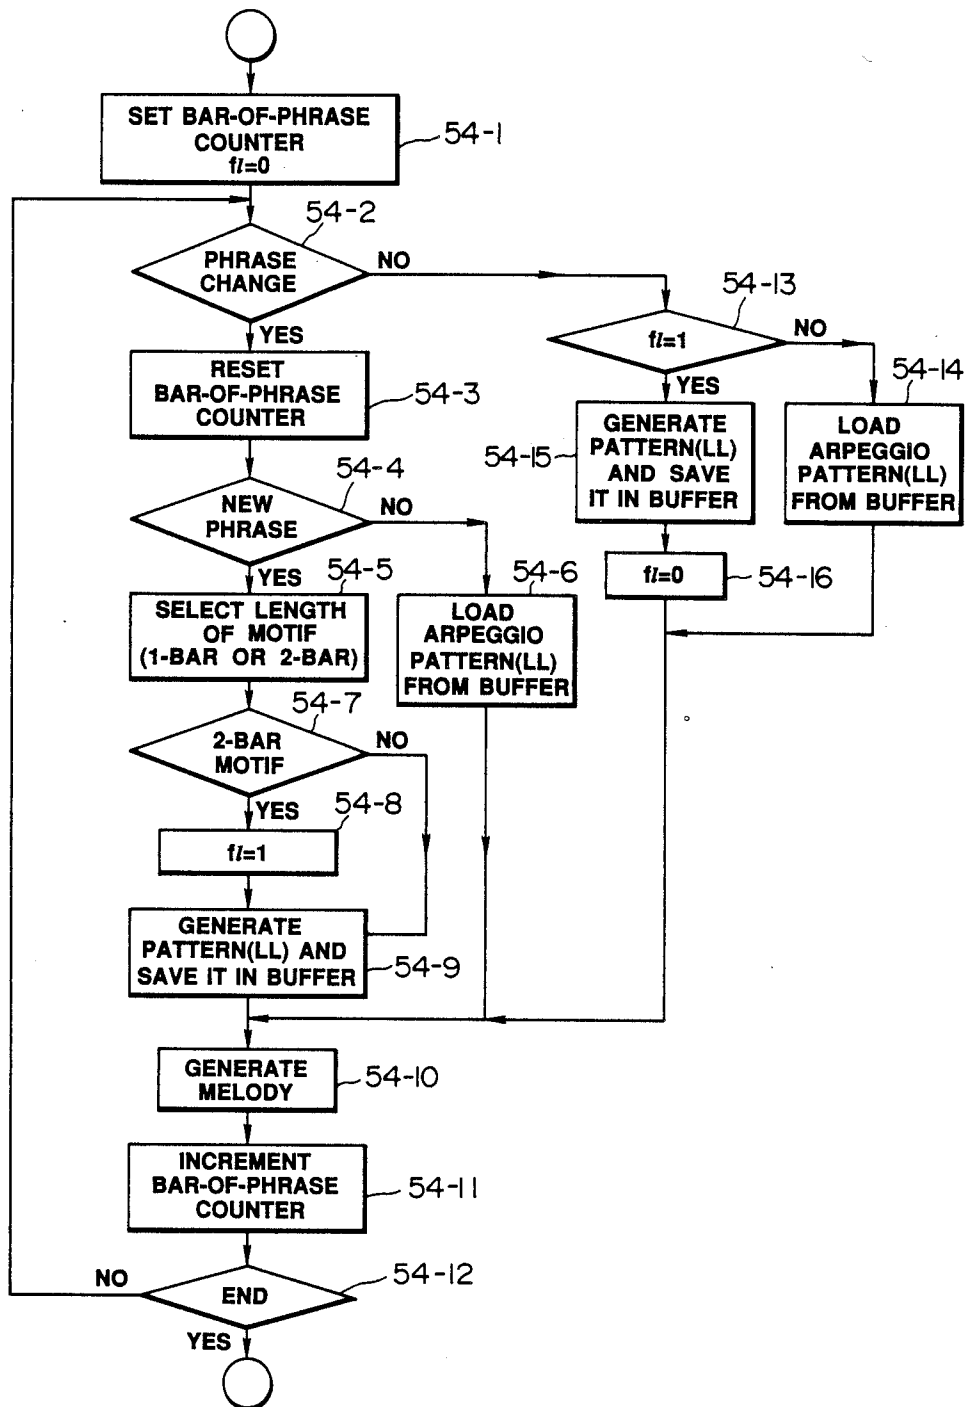 SET BAR-OF-PHRASE
COUNTER
fl=0
54-1
54-2
PHRASE
CHANGE
NO
YES
RESET
BAR-OF-PHRASE
COUNTER
54-3
54-4
NEW
PHRASE
NO
YES
54-5
SELECT LENGTH
OF MOTIF
(1-BAR OR 2-BAR)
54-6
LOAD
ARPEGGIO
PATTERN(LL)
FROM BUFFER
54-7
2-BAR
MOTIF
NO
YES
54-8
fl=1
GENERATE
PATTERN(LL) AND
SAVE IT IN BUFFER
54-9
GENERATE
MELODY
54-10
INCREMENT
BAR-OF-PHRASE
COUNTER
54-11
NO
END
54-12
YES
54-13
fl=1
NO
YES
54-14
LOAD
ARPEGGIO
PATTERN(LL)
FROM BUFFER
54-15
GENERATE
PATTERN(LL)
AND SAVE
IT IN BUFFER
fl=0
54-16